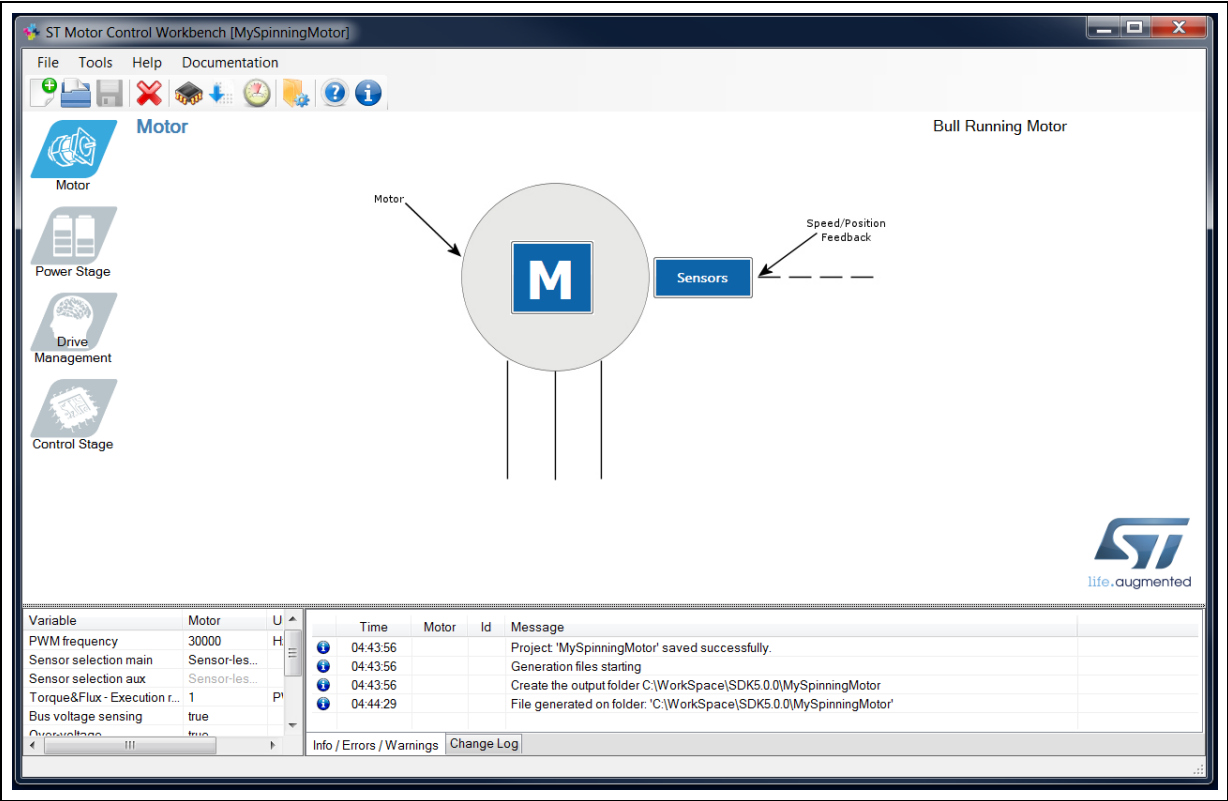 ST Motor Control Workbench [MySpinningMotor]
File Tools Help Documentation
Motor
Bull Running Motor
Motor
Power Stage
Drive
Management
Control Stage
Motor
M
Sensors
Speed/Position
Feedback
ST
life.augmented
Variable Motor U
PWM frequency 30000
Sensor selection main Sensor-les...
Sensor selection aux Sensor-les...
Torque&Flux - Execution r... 1
Bus voltage sensing true
Over-voltage true
Time Motor Id Message
04:43:56 Project 'MySpinningMotor' saved successfully.
04:43:56 Generation files starting
04:43:56 Create the output folder C:\WorkSpace\SDK5.0.0\MySpinningMotor
04:44:29 File generated on folder: 'C:\WorkSpace\SDK5.0.0\MySpinningMotor'
Info / Errors / Warnings Change Log